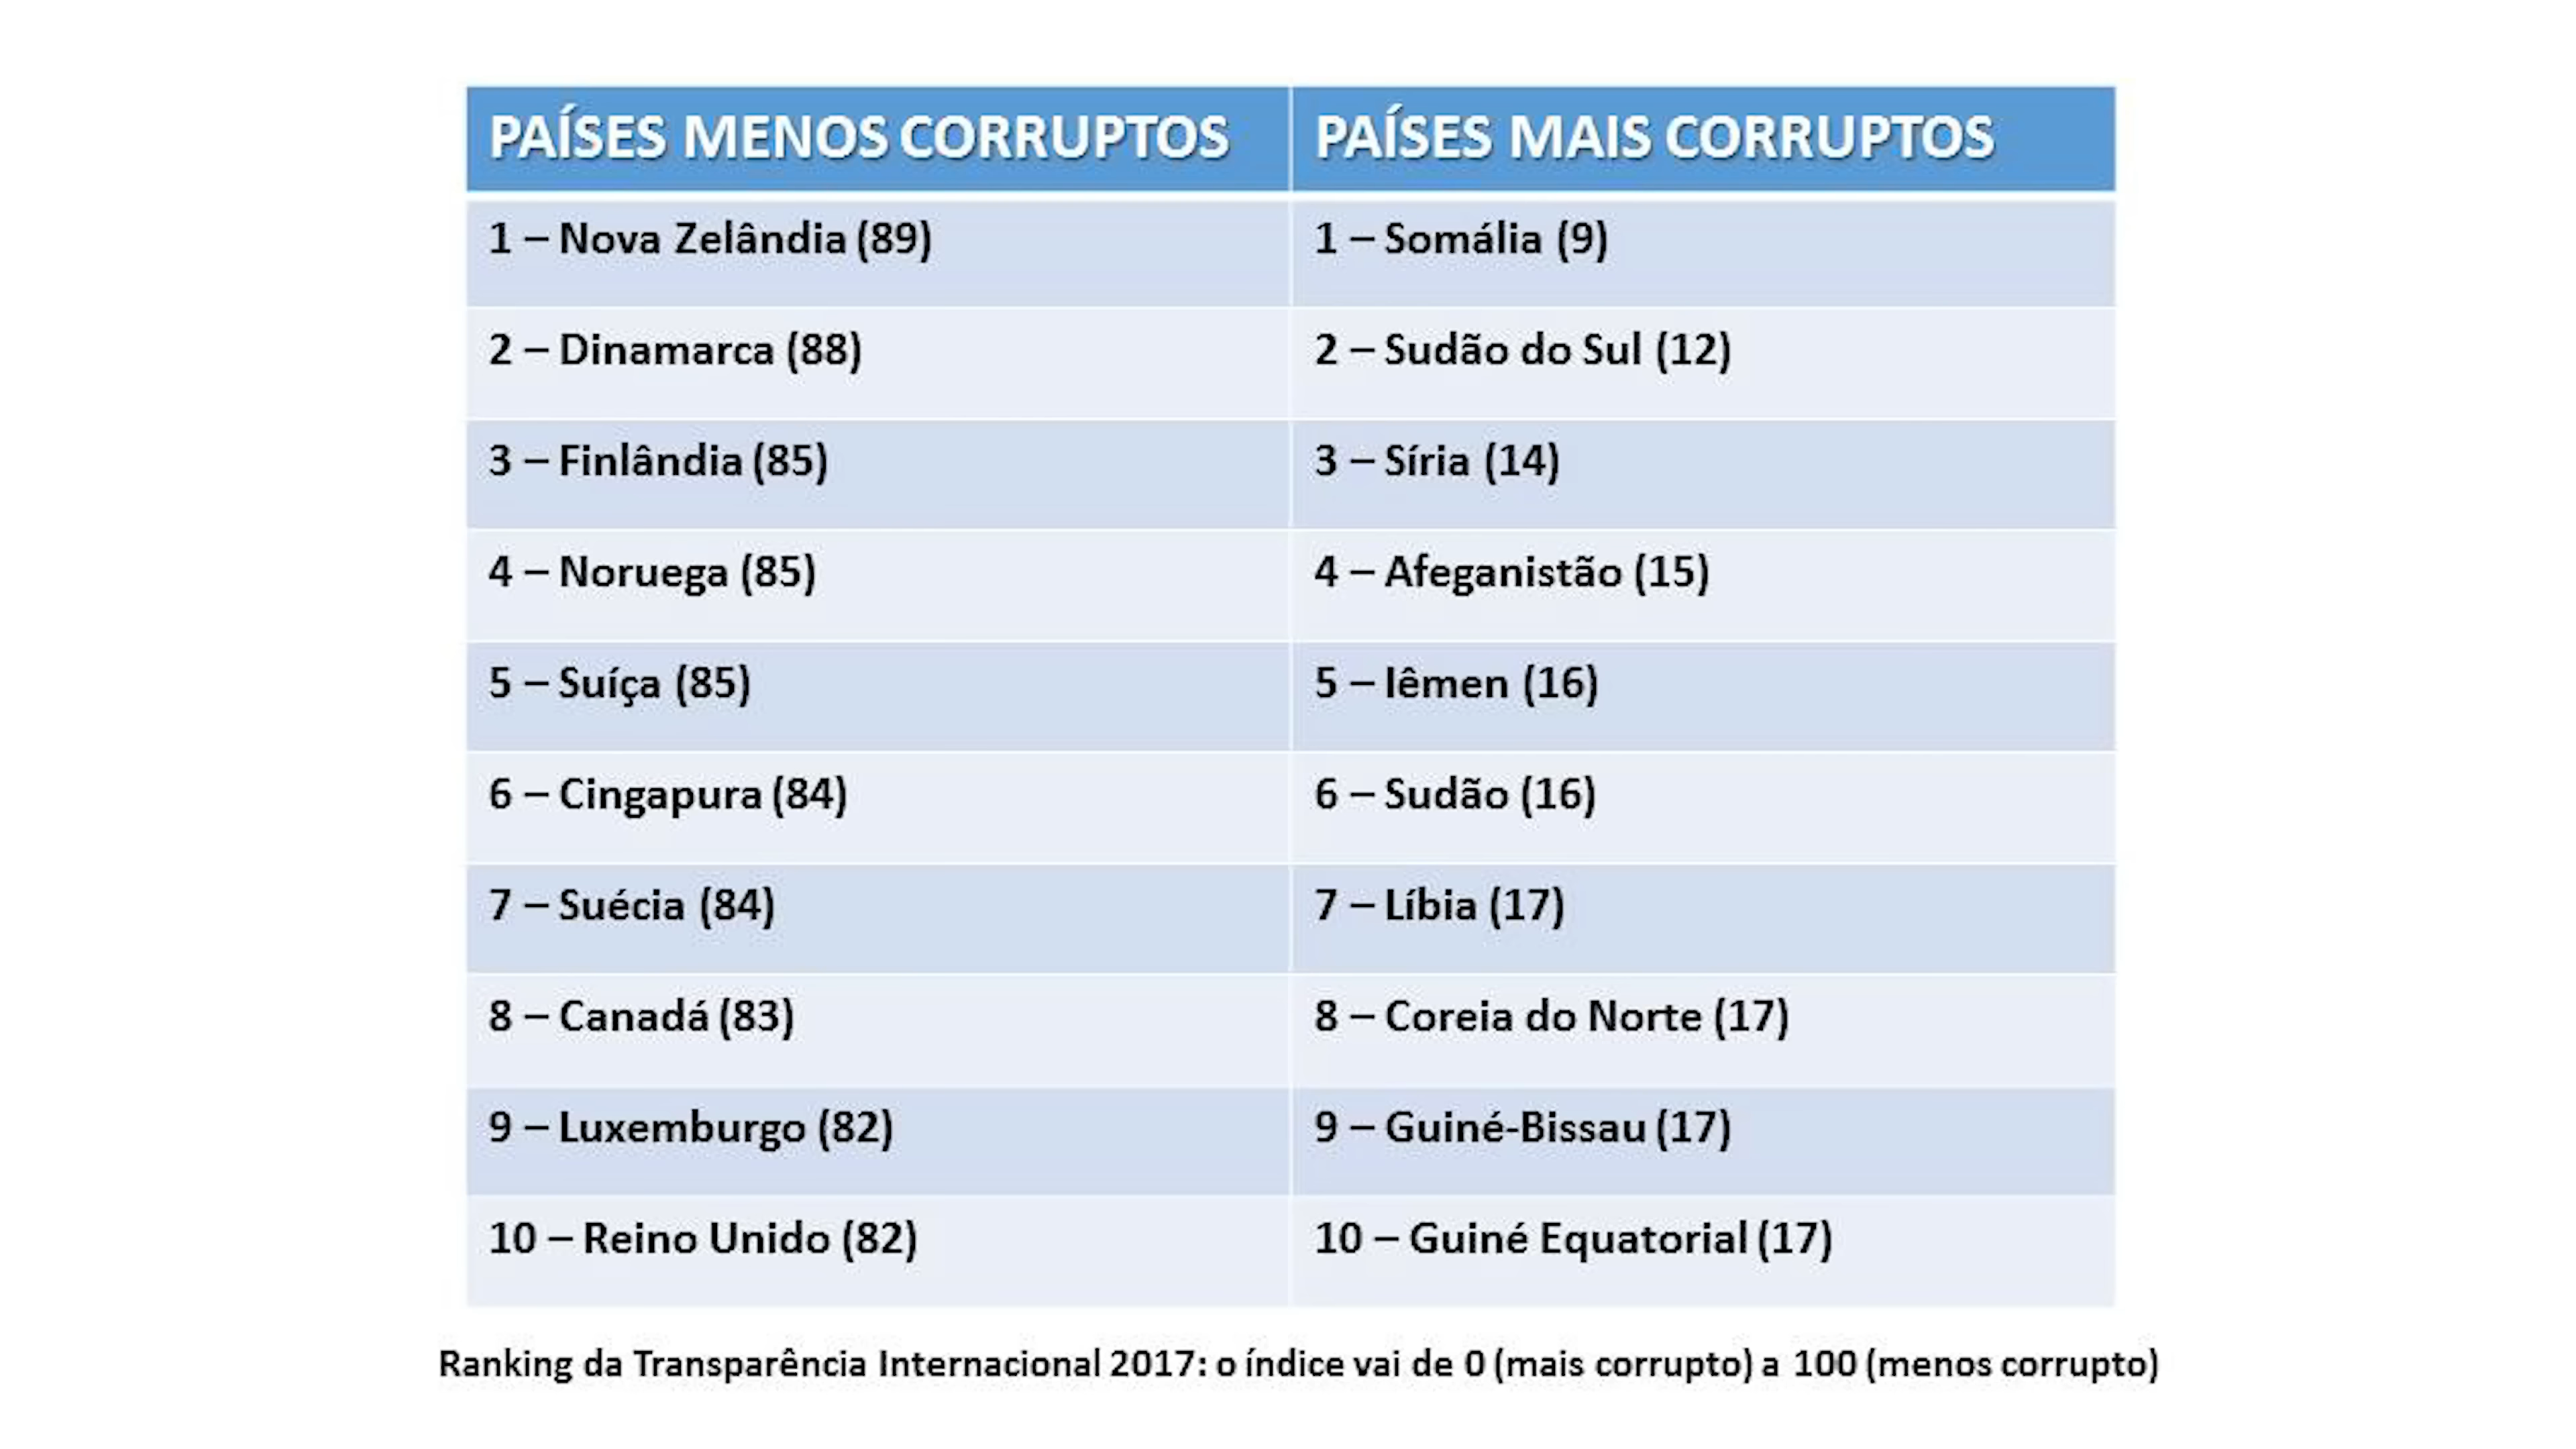 PAÍSES MENOS CORRUPTOS
PAÍSES MAIS CORRUPTOS
1 – Nova Zelândia (89)
1 – Somália (9)
2 – Dinamarca (88)
2 – Sudão do Sul (12)
3 – Finlândia (85)
3 – Síria (14)
4 – Noruega (85)
4 – Afeganistão (15)
5 – Suíça (85)
5 – Iêmen (16)
6 – Cingapura (84)
6 – Sudão (16)
7 – Suécia (84)
7 – Líbia (17)
8 – Canadá (83)
8 – Coreia do Norte (17)
9 – Luxemburgo (82)
9 – Guiné-Bissau (17)
10 – Reino Unido (82)
10 – Guiné Equatorial (17)
Ranking da Transparência Internacional 2017: o índice vai de 0 (mais corrupto) a 100 (menos corrupto)